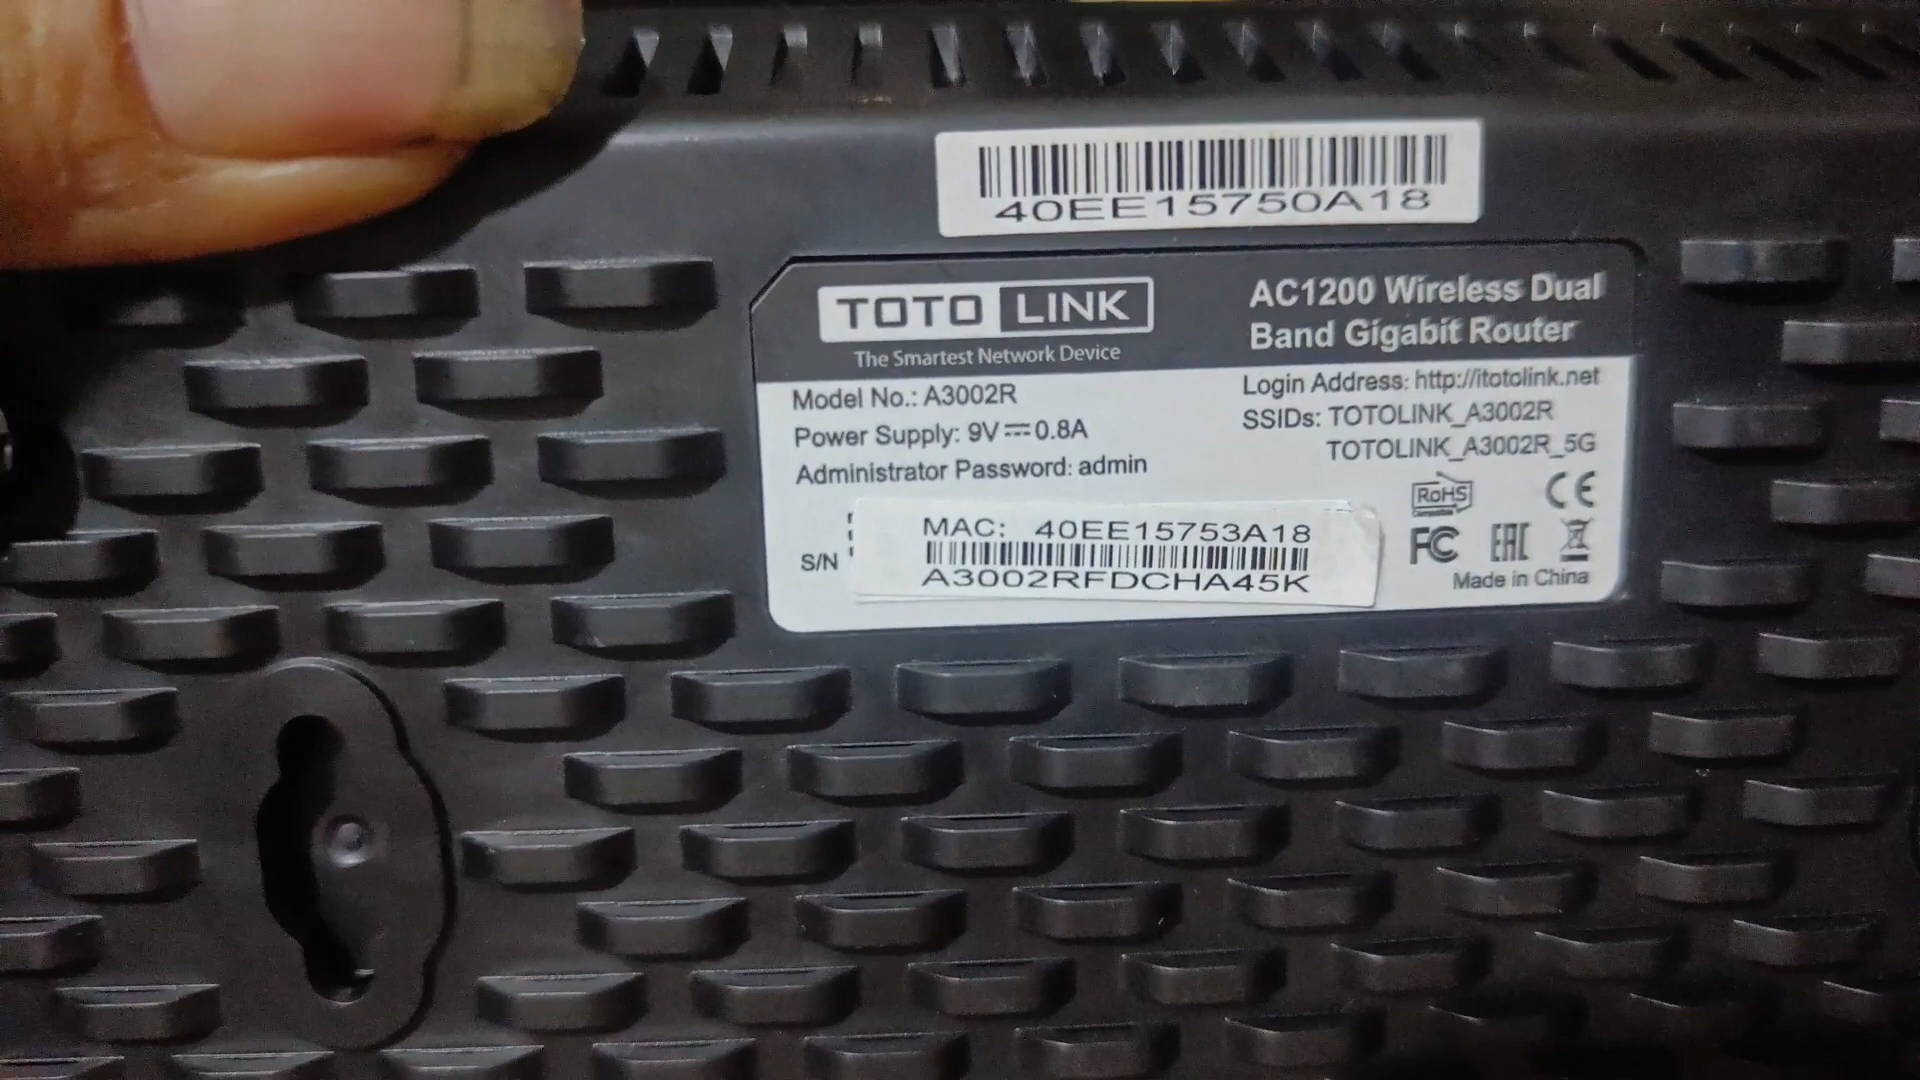 40EE15750A18
TOTO LINK
The Smartest Network Device
AC1200 Wireless Dual
Band Gigabit Router
Model No.: A3002R
Power Supply: 9V⎓0.8A
Administrator Password: admin
Login Address: http://itotolink.net
SSIDs: TOTOLINK_A3002R
TOTOLINK_A3002R_5G
RoHS
Compatible
CE
FC
EAC
Made in China
S/N
MAC: 40EE15753A18
A3002RFDCHA45K